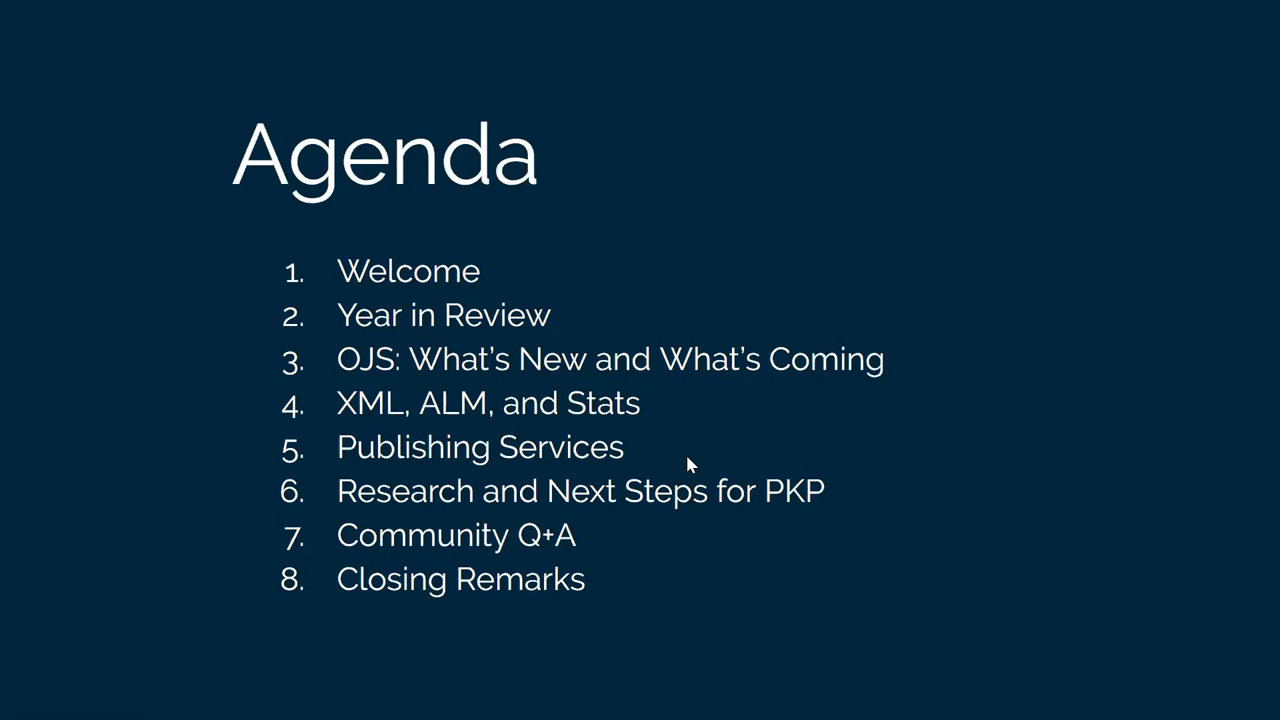 Agenda
1. Welcome
2. Year in Review
3. OJS: What's New and What's Coming
4. XML, ALM, and Stats
5. Publishing Services
6. Research and Next Steps for PKP
7. Community Q+A
8. Closing Remarks